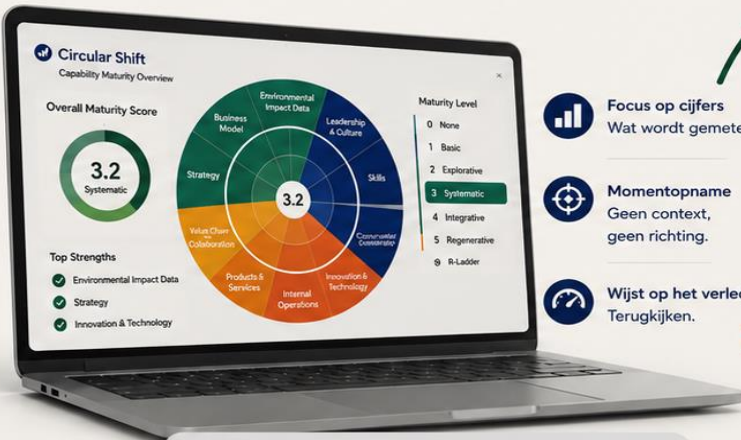 Circular Shift
Capability Maturity Overview
Overall Maturity Score
3.2
Systematic
Top Strengths
Environmental Impact Data
Strategy
Innovation & Technology
Environmental
Impact Data
Leadership
& Culture
Skills
Innovation &
Technology
Internal
Operations
Products &
Services
Value Chain
Collaboration
Strategy
Business
Model
3.2
Maturity Level
0 None
1 Basic
2 Explorative
3 Systematic
4 Integrative
5 Regenerative
R-Ladder
Focus op cijfers
Wat wordt gemete
Momentopname
Geen context,
geen richting.
Wijst op het verle
Terugkijken.